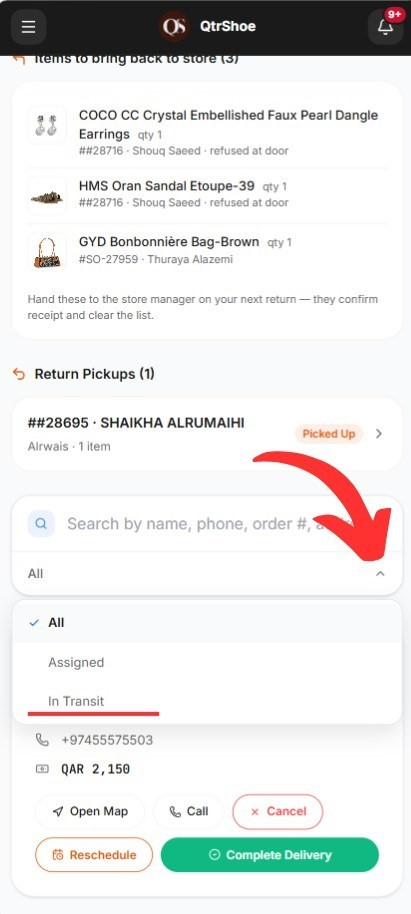 QS QtrShoe 9+
Items to bring back to store (3)
COCO CC Crystal Embellished Faux Pearl Dangle
Earrings qty 1
##28716 · Shouq Saeed · refused at door
HMS Oran Sandal Etoupe-39 qty 1
##28716 · Shouq Saeed · refused at door
GYD Bonbonnière Bag-Brown qty 1
#SO-27959 · Thuraya Alazemi
Hand these to the store manager on your next return — they confirm
receipt and clear the list.
Return Pickups (1)
##28695 · SHAIKHA ALRUMAIHI
Alrwais · 1 item
Picked Up
Search by name, phone, order #,
All
All
Assigned
In Transit
+97455575503
QAR 2,150
Open Map Call Cancel
Reschedule Complete Delivery